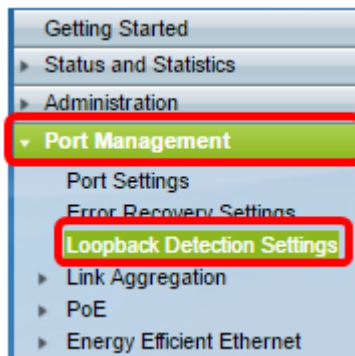 Getting Started
Status and Statistics
Administration
Port Management
Port Settings
Error Recovery Settings
Loopback Detection Settings
Link Aggregation
PoE
Energy Efficient Ethernet